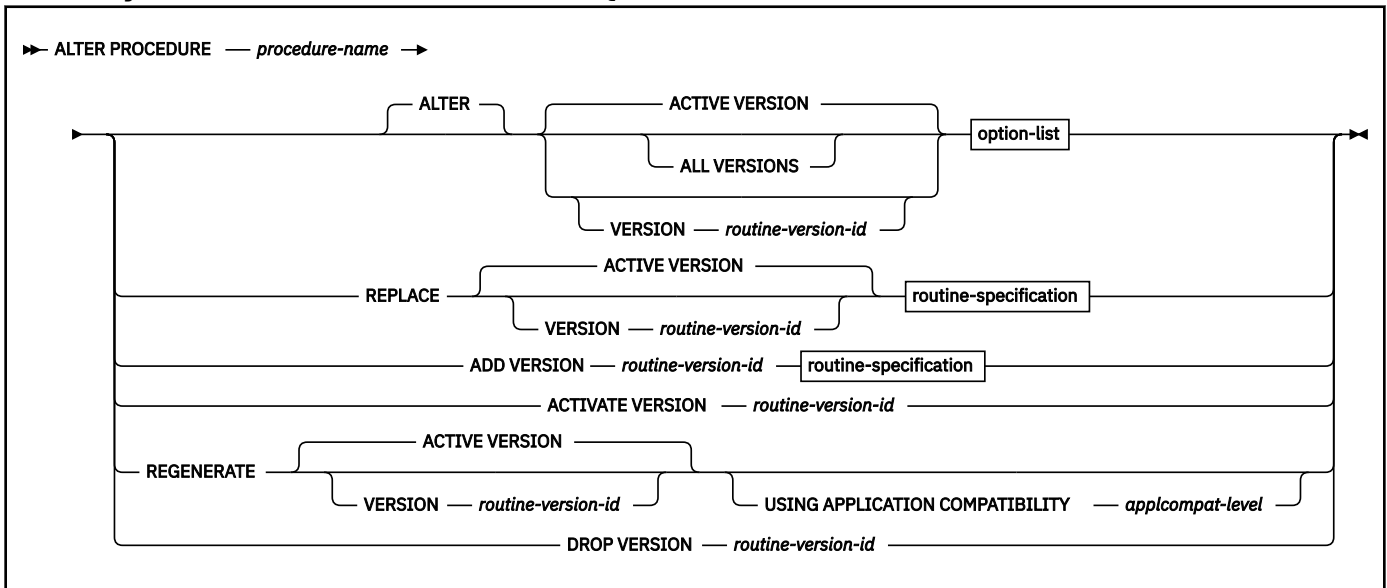 ALTER PROCEDURE procedure-name
ALTER ACTIVE VERSION
option-list
ALL VERSIONS
VERSION routine-version-id
ACTIVE VERSION
REPLACE routine-specification
VERSION routine-version-id
ADD VERSION routine-version-id routine-specification
ACTIVATE VERSION routine-version-id
ACTIVE VERSION
REGENERATE
VERSION routine-version-id USING APPLICATION COMPATIBILITY applcompat-level
DROP VERSION routine-version-id